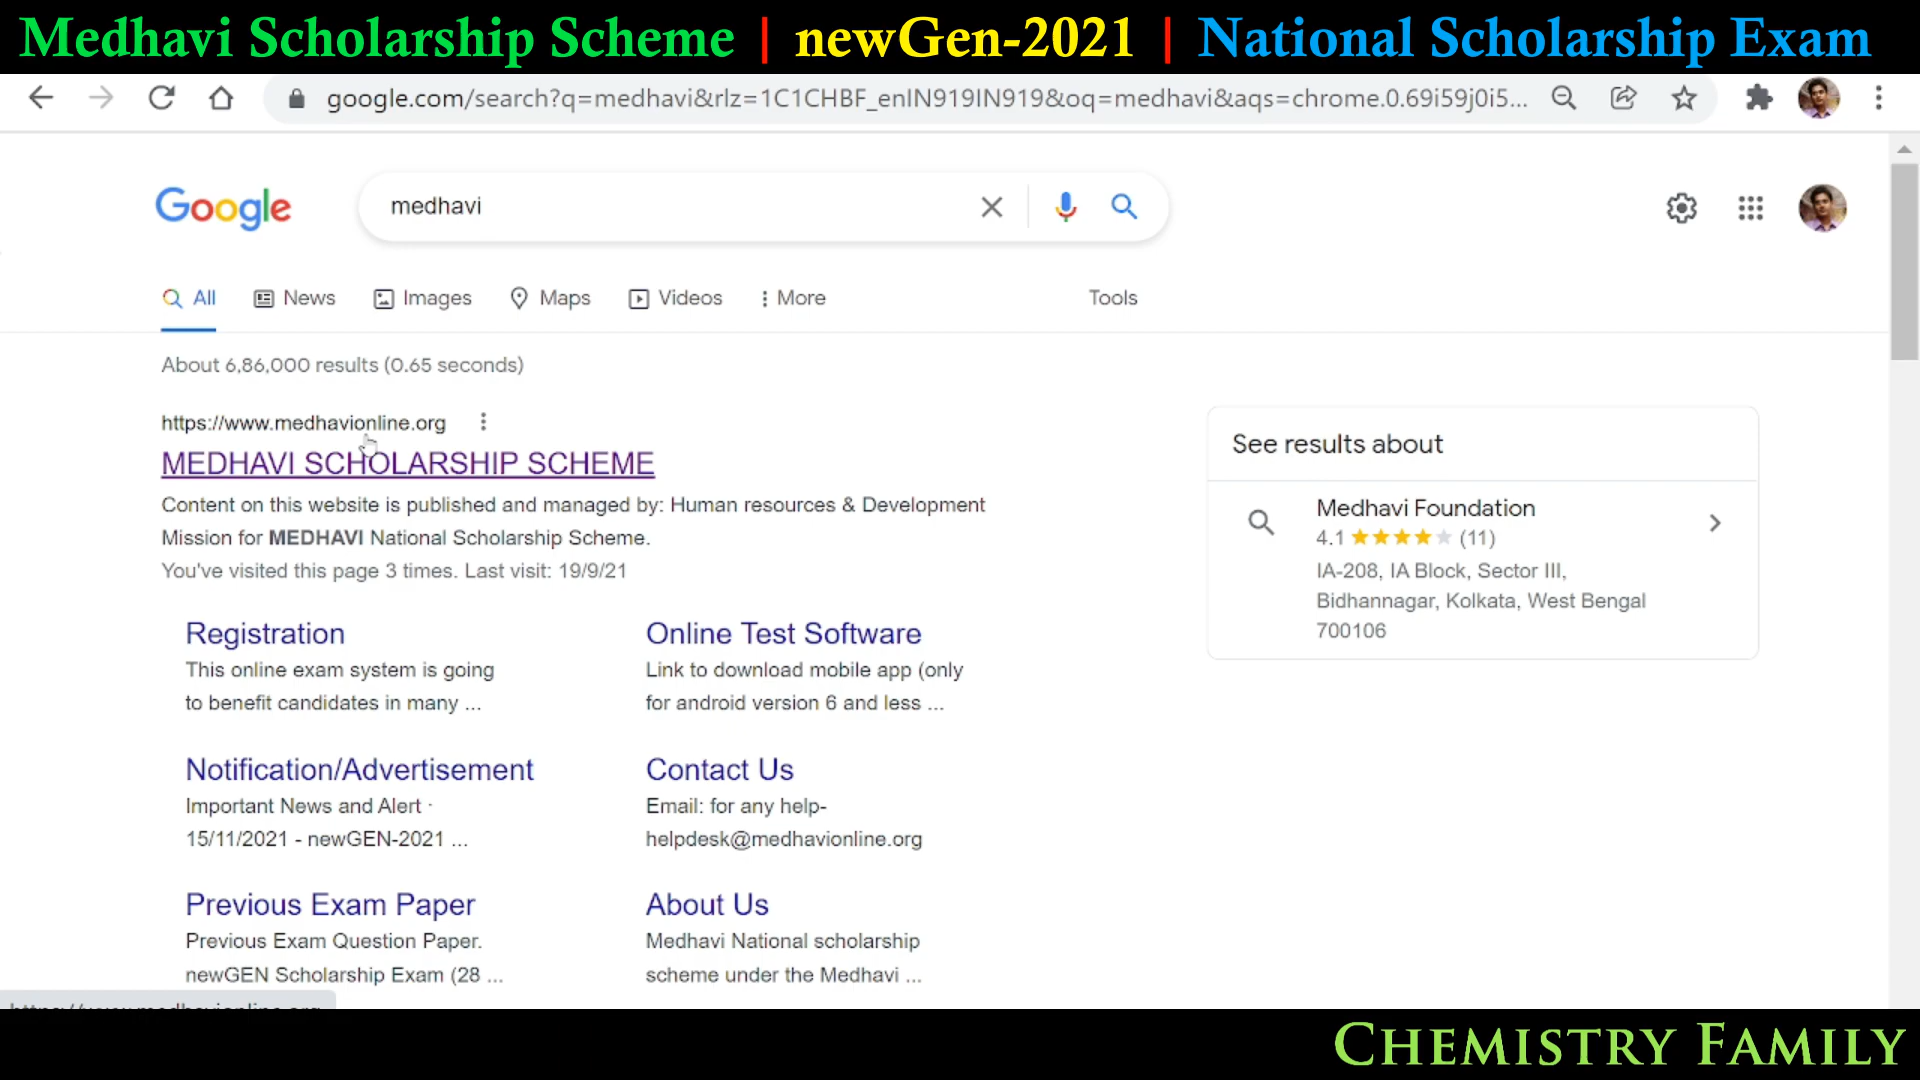 Medhavi Scholarship Scheme | newGen-2021 | National Scholarship Exam
google.com/search?q=medhavi&rlz=1C1CHBF_enIN919IN919&oq=medhavi&aqs=chrome.0.69i59j0i5...
Google
medhavi
All News Images Maps Videos More Tools
About 6,86,000 results (0.65 seconds)
https://www.medhavionline.org
MEDHAVI SCHOLARSHIP SCHEME
Content on this website is published and managed by: Human resources & Development
Mission for MEDHAVI National Scholarship Scheme.
You've visited this page 3 times. Last visit: 19/9/21
Registration
This online exam system is going
to benefit candidates in many ...
Online Test Software
Link to download mobile app (only
for android version 6 and less ...
Notification/Advertisement
Important News and Alert ·
15/11/2021 - newGEN-2021 ...
Contact Us
Email: for any help-
helpdesk@medhavionline.org
Previous Exam Paper
Previous Exam Question Paper.
newGEN Scholarship Exam (28 ...
About Us
Medhavi National scholarship
scheme under the Medhavi ...
See results about
Medhavi Foundation
4.1 (11)
IA-208, IA Block, Sector III,
Bidhannagar, Kolkata, West Bengal
700106
https://www.medhavionline.org
CHEMISTRY FAMILY